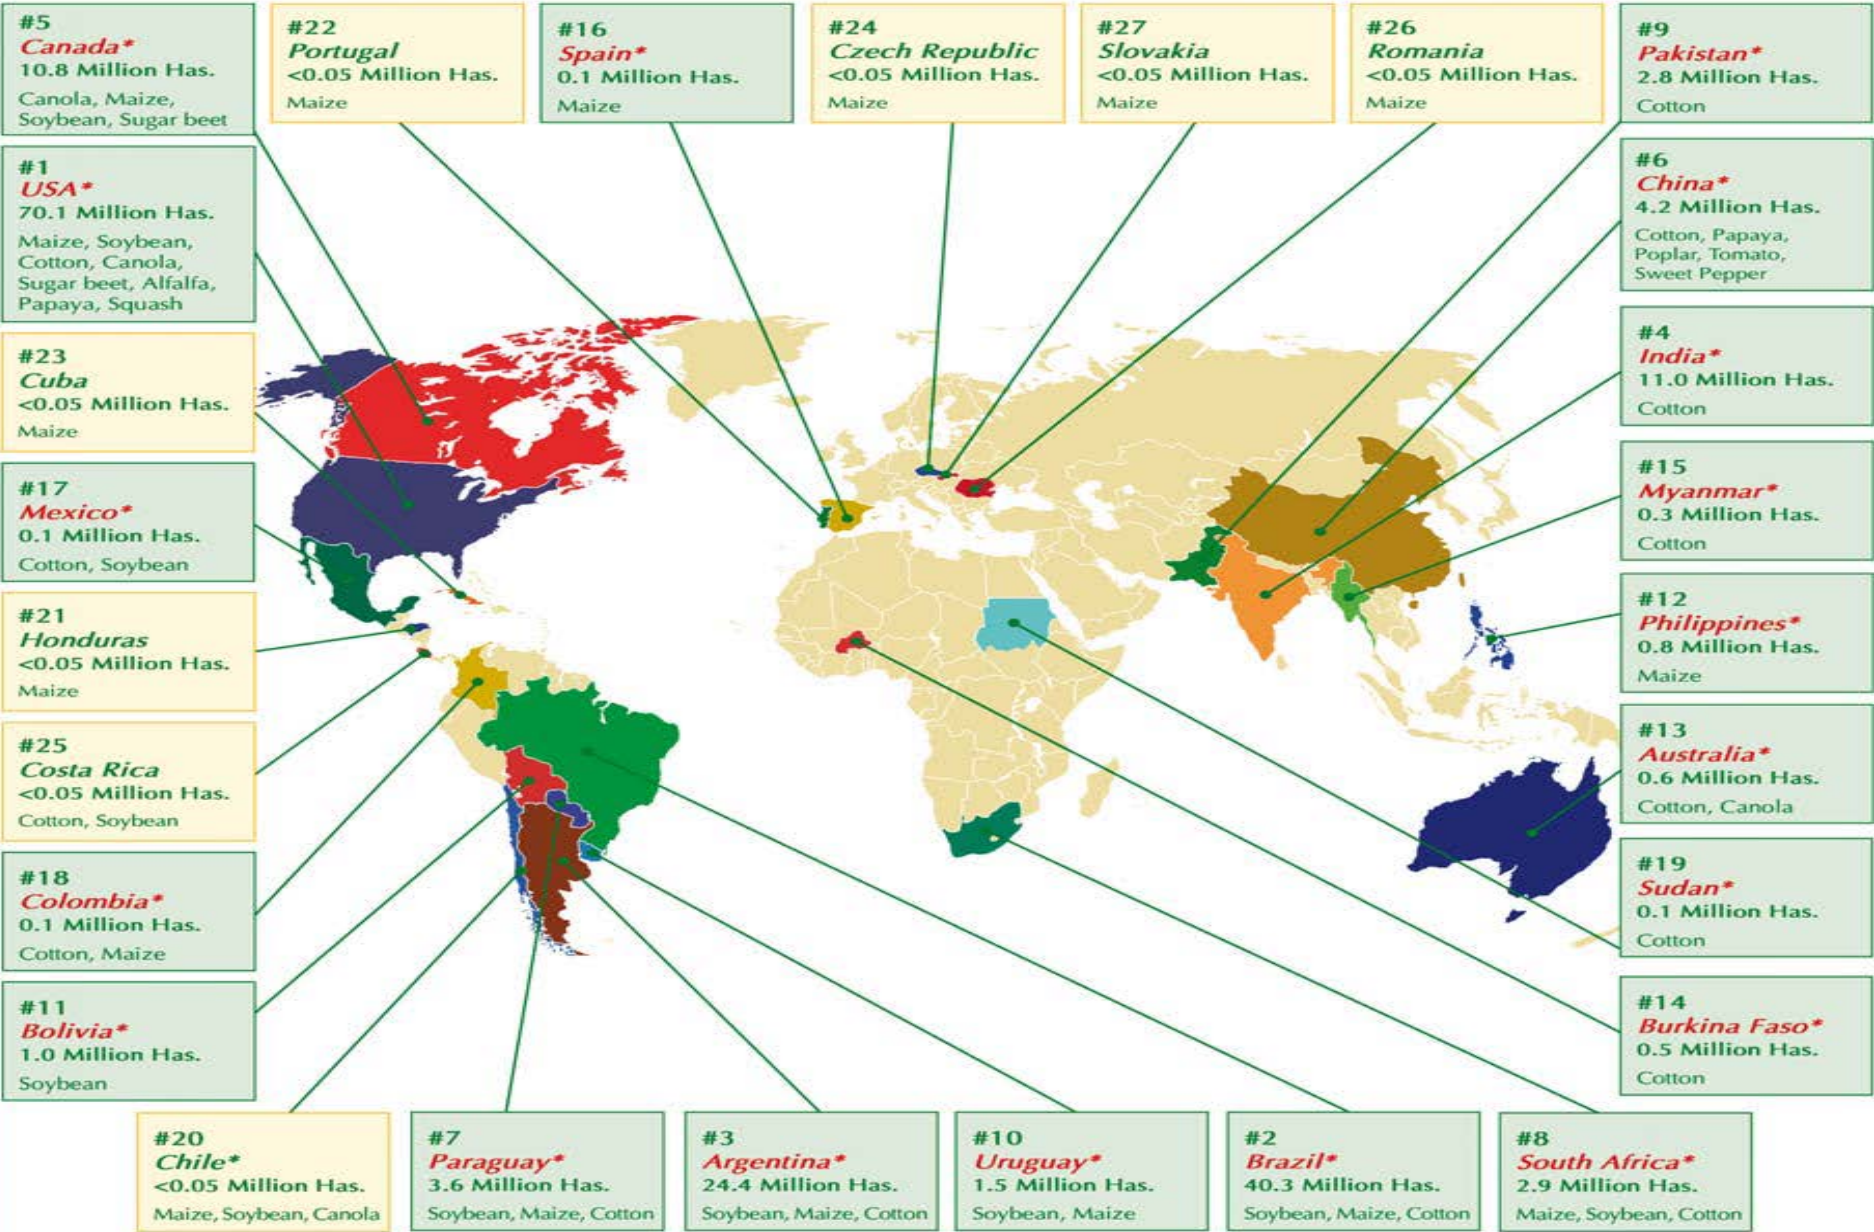 #5
Canada*
10.8 Million Has.
Canola, Maize,
Soybean, Sugar beet
#22
Portugal
<0.05 Million Has.
Maize
#16
Spain*
0.1 Million Has.
Maize
#24
Czech Republic
<0.05 Million Has.
Maize
#27
Slovakia
<0.05 Million Has.
Maize
#26
Romania
<0.05 Million Has.
Maize
#9
Pakistan*
2.8 Million Has.
Cotton
#1
USA*
70.1 Million Has.
Maize, Soybean,
Cotton, Canola,
Sugar beet, Alfalfa,
Papaya, Squash
#6
China*
4.2 Million Has.
Cotton, Papaya,
Poplar, Tomato,
Sweet Pepper
#23
Cuba
<0.05 Million Has.
Maize
#4
India*
11.0 Million Has.
Cotton
#17
Mexico*
0.1 Million Has.
Cotton, Soybean
#15
Myanmar*
0.3 Million Has.
Cotton
#21
Honduras
<0.05 Million Has.
Maize
#12
Philippines*
0.8 Million Has.
Maize
#25
Costa Rica
<0.05 Million Has.
Cotton, Soybean
#13
Australia*
0.6 Million Has.
Cotton, Canola
#18
Colombia*
0.1 Million Has.
Cotton, Maize
#19
Sudan*
0.1 Million Has.
Cotton
#11
Bolivia*
1.0 Million Has.
Soybean
#14
Burkina Faso*
0.5 Million Has.
Cotton
#20
Chile*
<0.05 Million Has.
Maize, Soybean, Canola
#7
Paraguay*
3.6 Million Has.
Soybean, Maize, Cotton
#3
Argentina*
24.4 Million Has.
Soybean, Maize, Cotton
#10
Uruguay*
1.5 Million Has.
Soybean, Maize
#2
Brazil*
40.3 Million Has.
Soybean, Maize, Cotton
#8
South Africa*
2.9 Million Has.
Maize, Soybean, Cotton